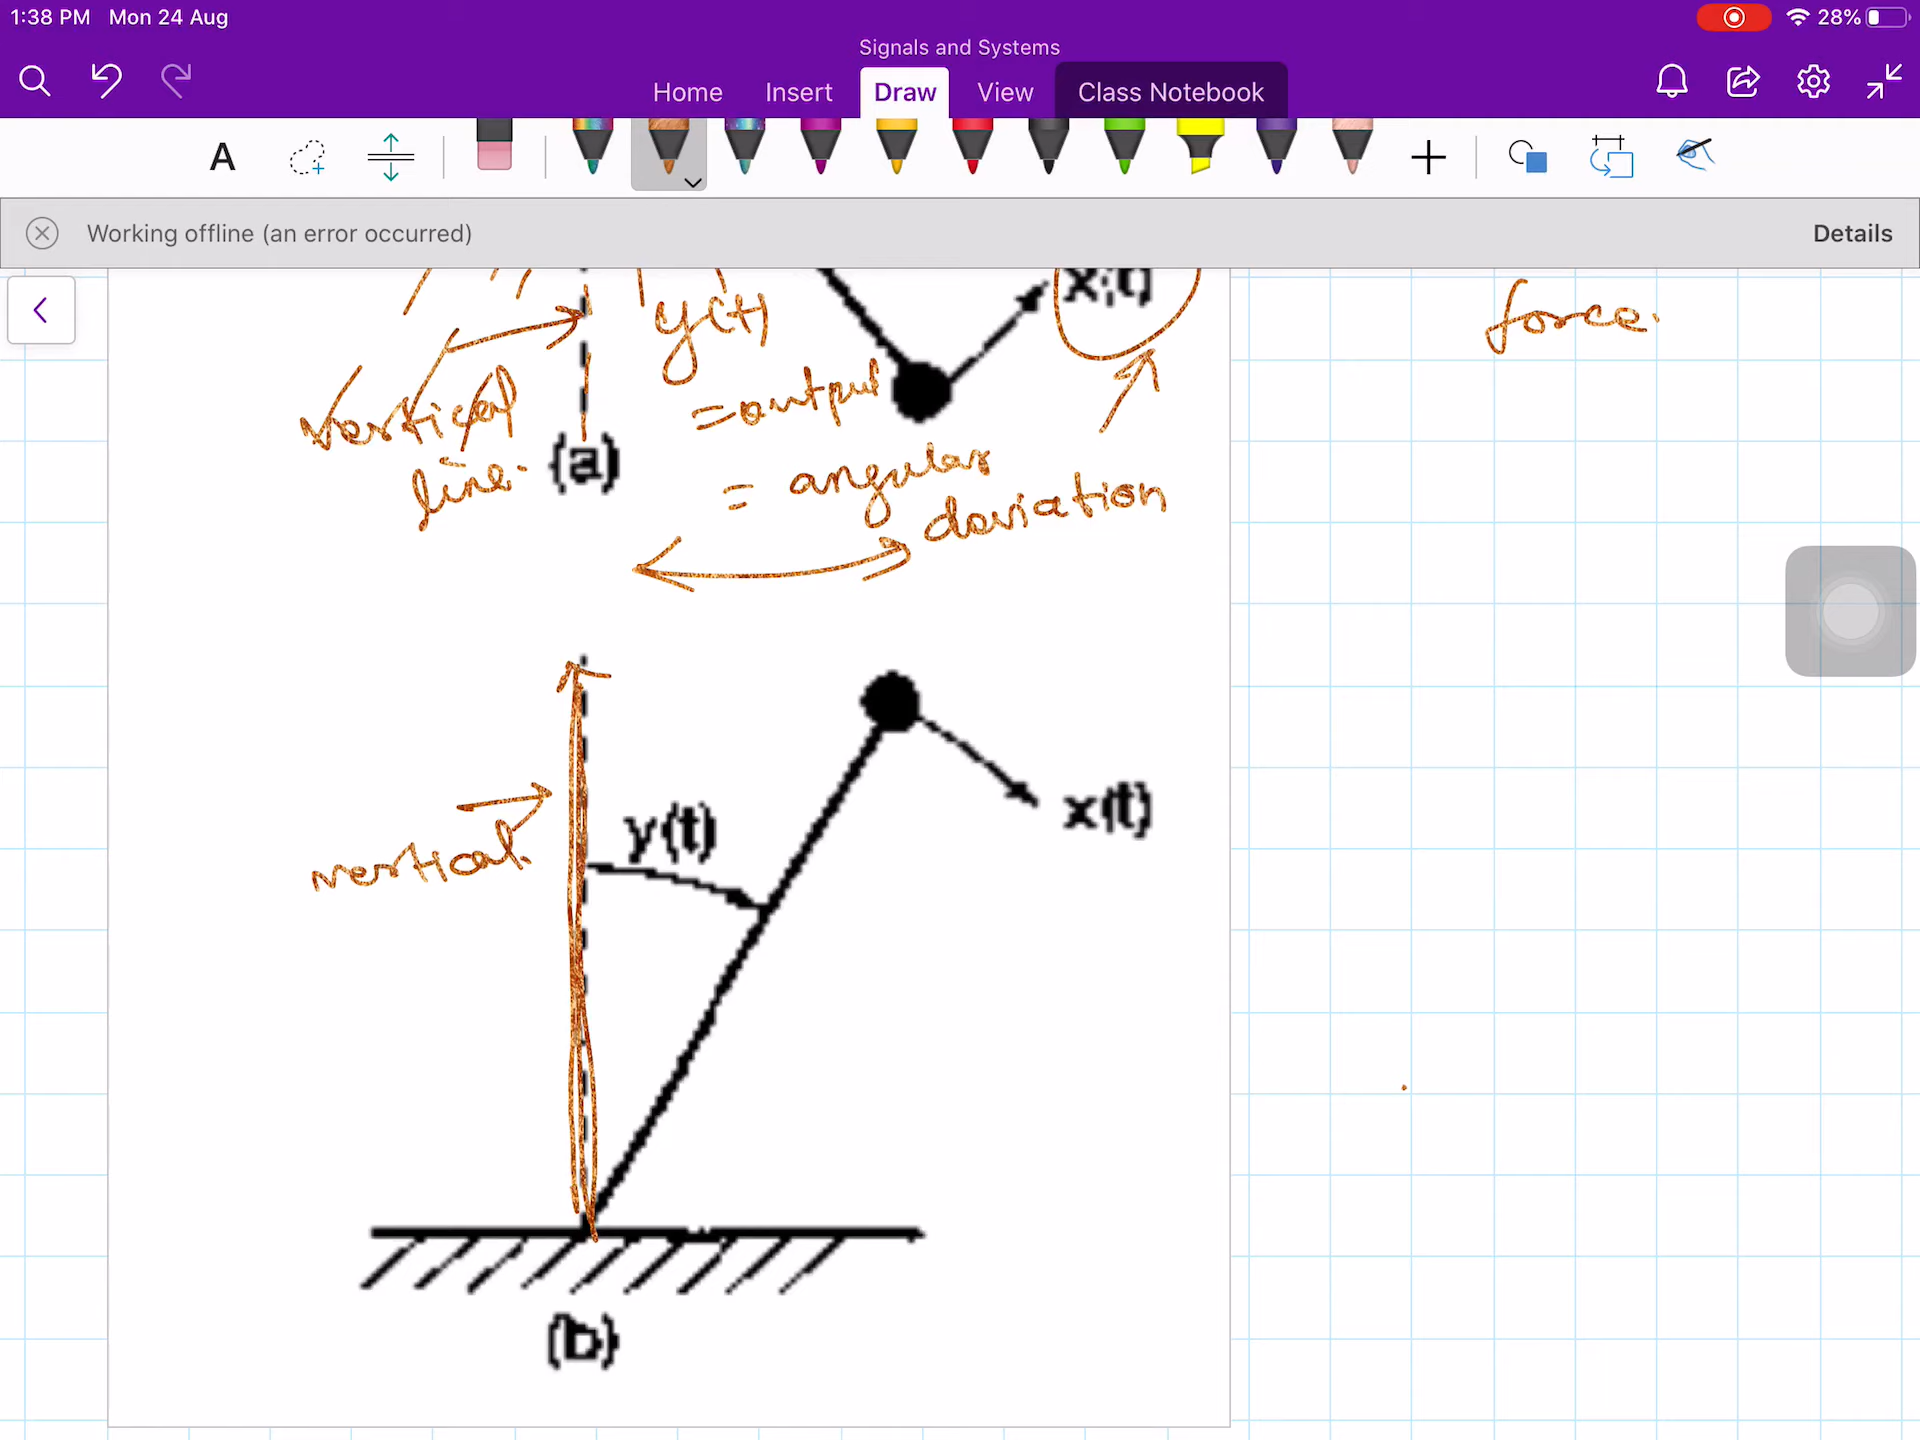 1:38 PM Mon 24 Aug
28%
Signals and Systems
Home Insert Draw View Class Notebook
A
Working offline (an error occurred) Details
y(t) x(t) force.
= output
vertical
line. (a) = angular
deviation
y(t) x(t)
vertical.
(b)